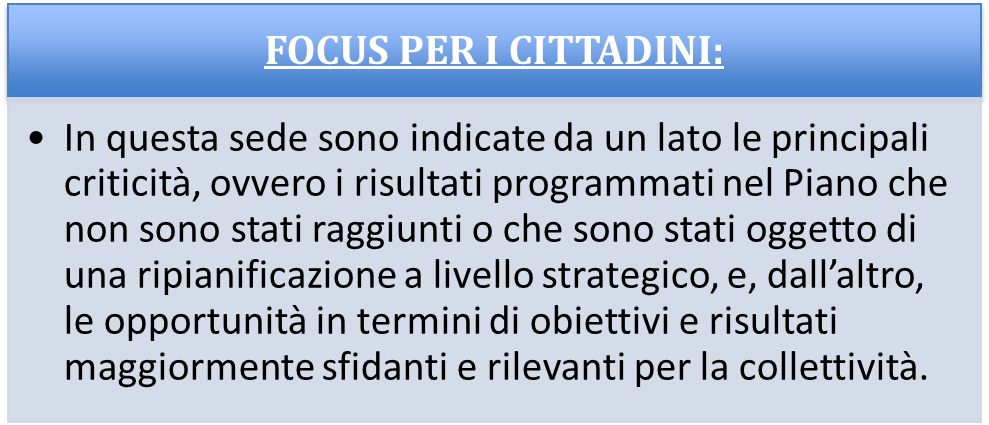 FOCUS PER I CITTADINI:
• In questa sede sono indicate da un lato le principali
criticità, ovvero i risultati programmati nel Piano che
non sono stati raggiunti o che sono stati oggetto di
una ripianificazione a livello strategico, e, dall’altro,
le opportunità in termini di obiettivi e risultati
maggiormente sfidanti e rilevanti per la collettività.